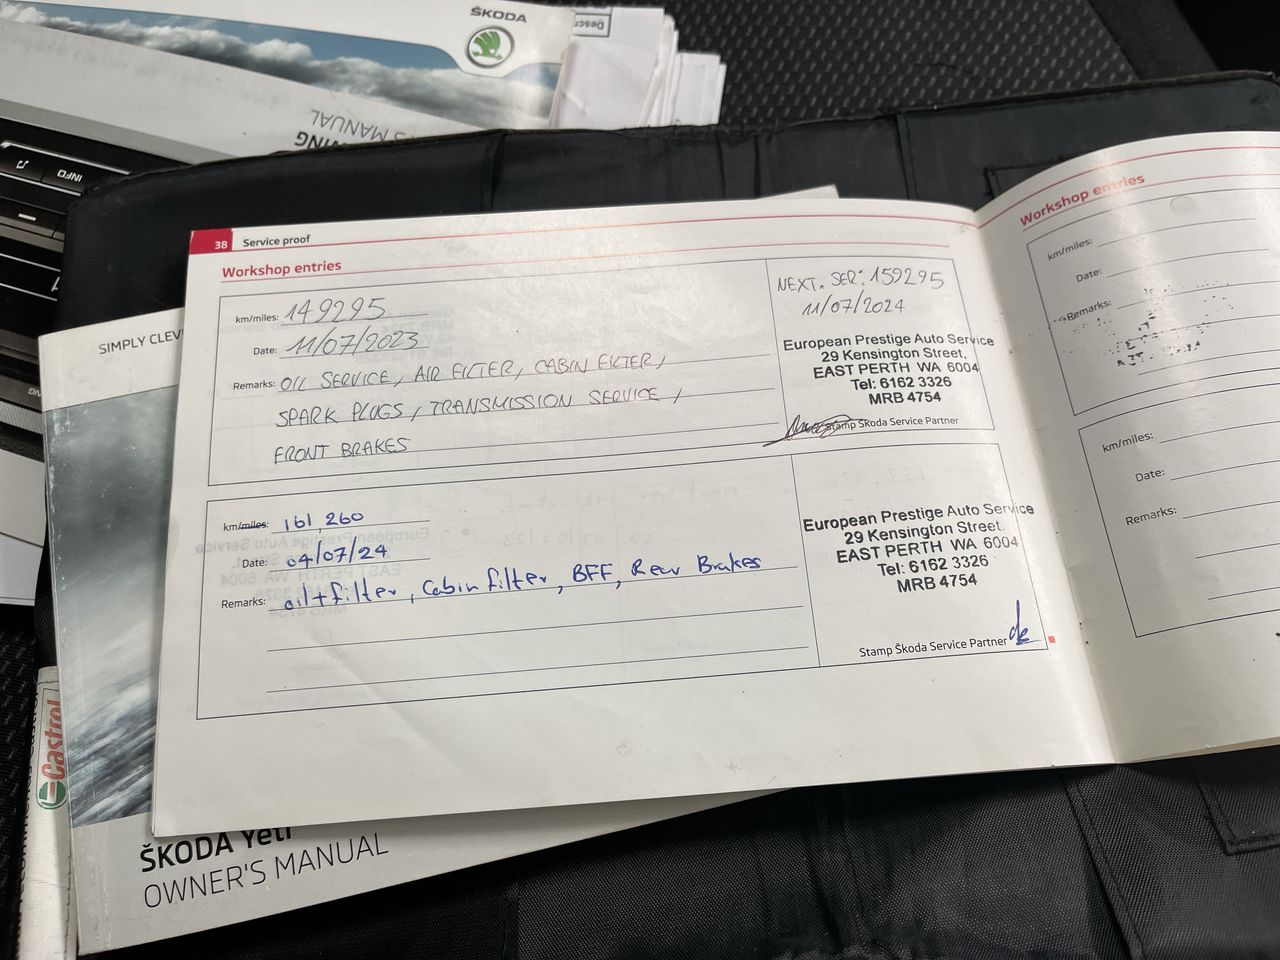 ŠKODA
MANUAL
INFO
SIMPLY CLEV
38 Service proof
Workshop entries
km/miles: 149295
Date: 11/07/2023
Remarks: OIL SERVICE, AIR FILTER, CABIN FILTER,
SPARK PLUGS, TRANSMISSION SERVICE,
FRONT BRAKES
NEXT. SER: 159295
11/07/2024
European Prestige Auto Service
29 Kensington Street,
EAST PERTH WA 6004
Tel: 6162 3326
MRB 4754
Stamp Škoda Service Partner
km/miles: 161,260
Date: 04/07/24
Remarks: oil+filter, Cabin filter, BFF, Rear Brakes
European Prestige Auto Service
29 Kensington Street.
EAST PERTH WA 6004
Tel: 6162 3326
MRB 4754
Stamp Škoda Service Partner
Workshop entries
km/miles:
Date:
Remarks:
km/miles:
Date:
Remarks:
Castrol
ŠKODA Yeti
OWNER'S MANUAL